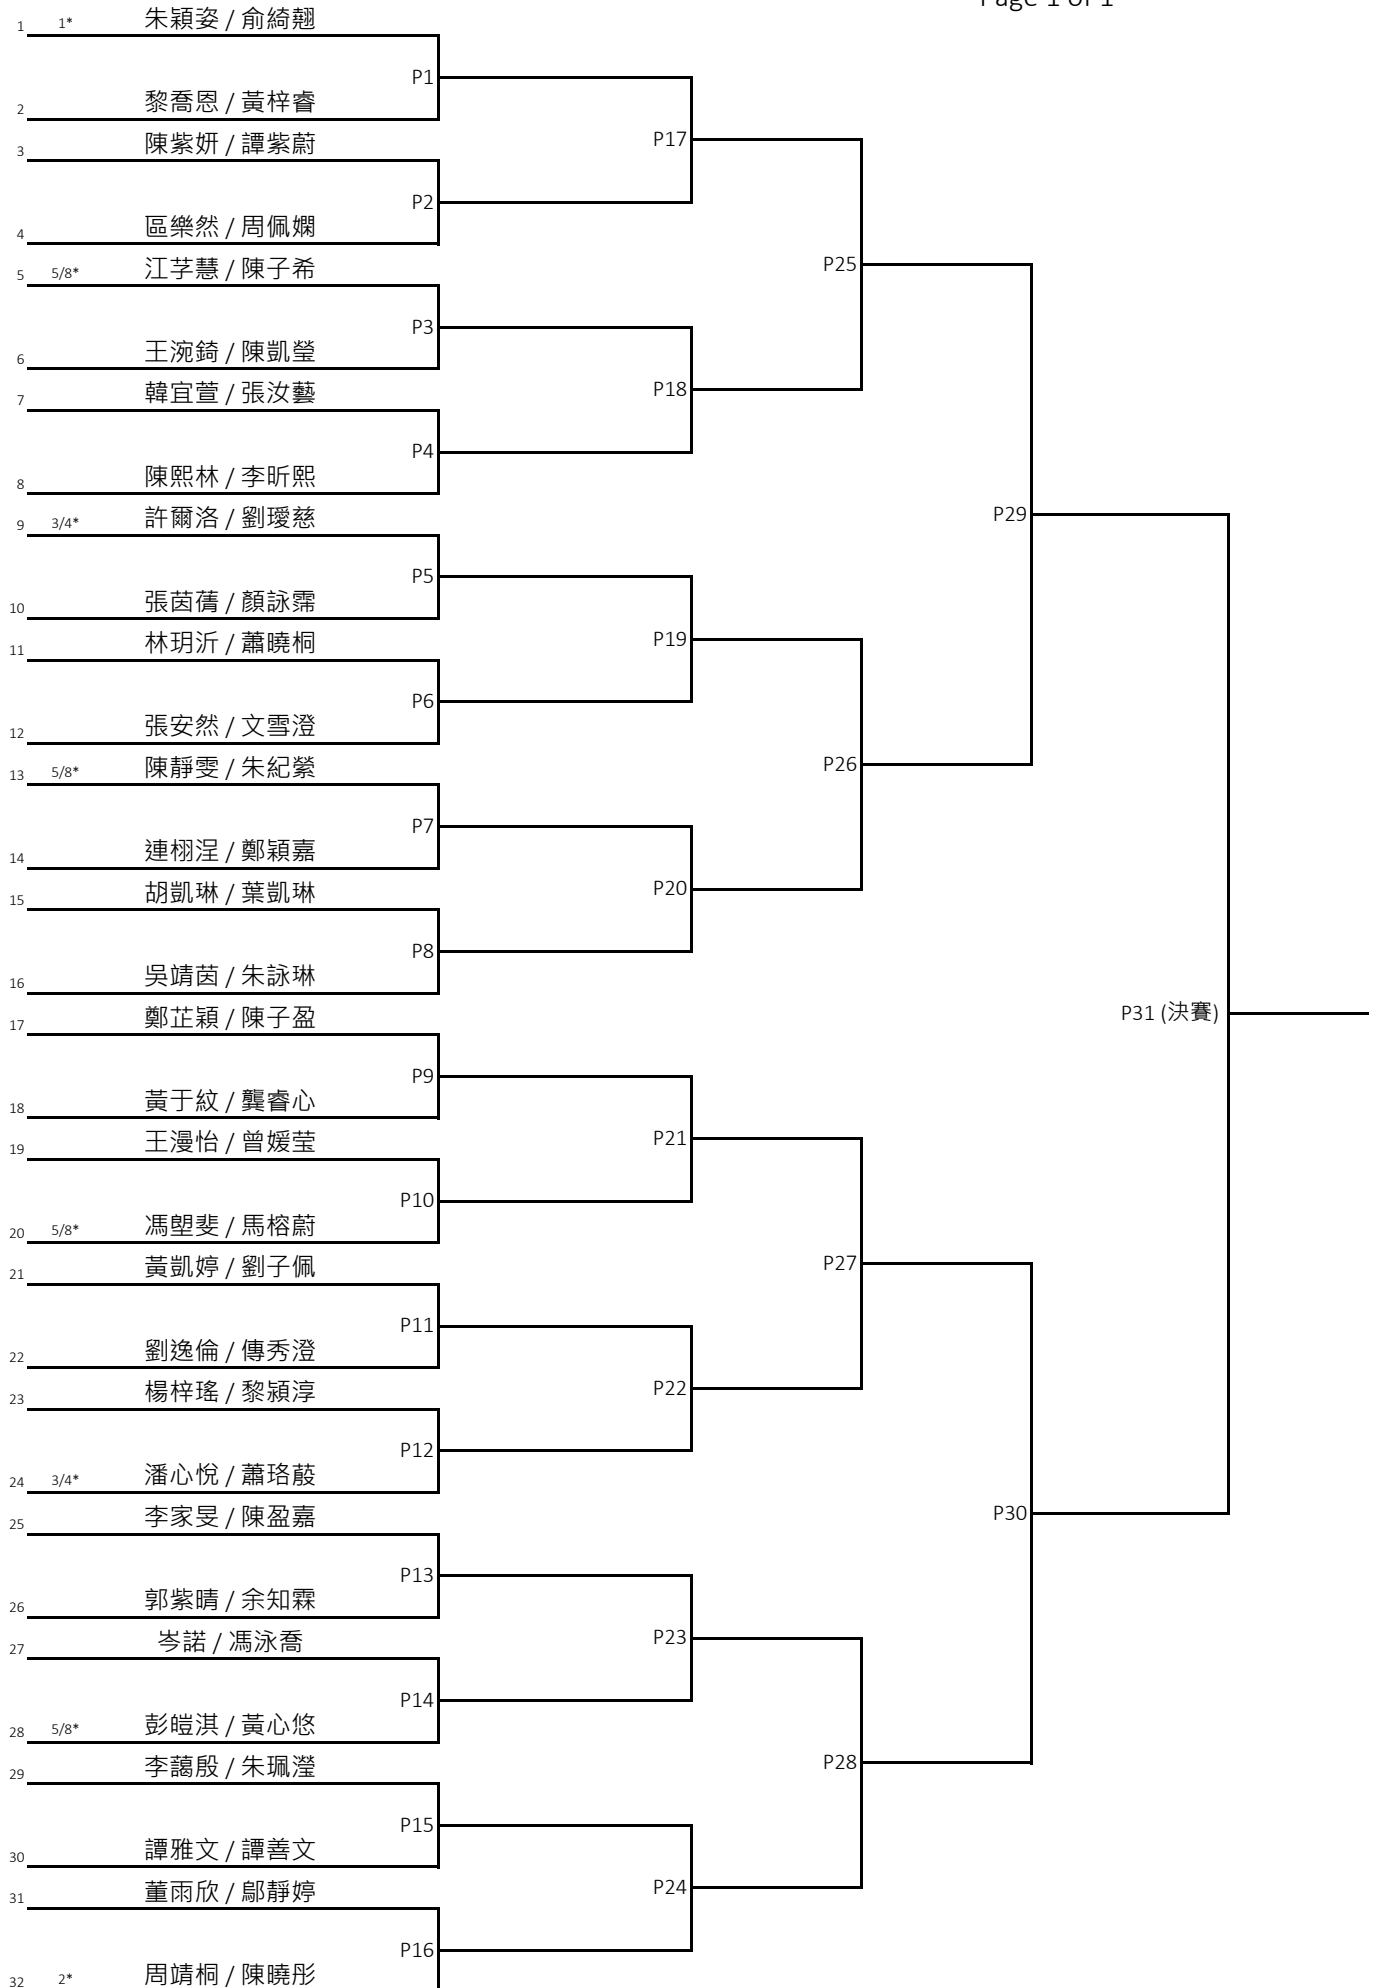 Page 1 of 1
1 1* 朱穎姿 / 俞綺翹
P1
2 黎喬恩 / 黃梓睿
3 陳紫妍 / 譚紫蔚
P17
P2
4 區樂然 / 周佩嫻
5 5/8* 江芓慧 / 陳子希
P25
P3
6 王涴錡 / 陳凱瑩
7 韓宜萱 / 張汝藝
P18
P4
8 陳熙林 / 李昕熙
9 3/4* 許爾洛 / 劉璦慈
P29
P5
10 張茵蒨 / 顏詠霈
11 林玥沂 / 蕭曉桐
P19
P6
12 張安然 / 文雪澄
13 5/8* 陳靜雯 / 朱紀縈
P26
P7
14 連栩浧 / 鄭穎嘉
15 胡凱琳 / 葉凱琳
P20
P8
16 吳靖茵 / 朱詠琳
17 鄭芷穎 / 陳子盈
P31 (決賽)
P9
18 黃于紋 / 龔睿心
19 王漫怡 / 曾媛莹
P21
P10
20 5/8* 馮塱斐 / 馬榕蔚
21 黃凱婷 / 劉子佩
P27
P11
22 劉逸倫 / 傳秀澄
23 楊梓瑤 / 黎潁淳
P22
P12
24 3/4* 潘心悅 / 蕭珞蔎
25 李家旻 / 陳盈嘉
P30
P13
26 郭紫晴 / 余知霖
27 岑諾 / 馮泳喬
P23
P14
28 5/8* 彭皚淇 / 黃心悠
29 李藹殷 / 朱珮瀅
P28
P15
30 譚雅文 / 譚善文
31 董雨欣 / 鄔靜婷
P24
P16
32 2* 周靖桐 / 陳曉彤